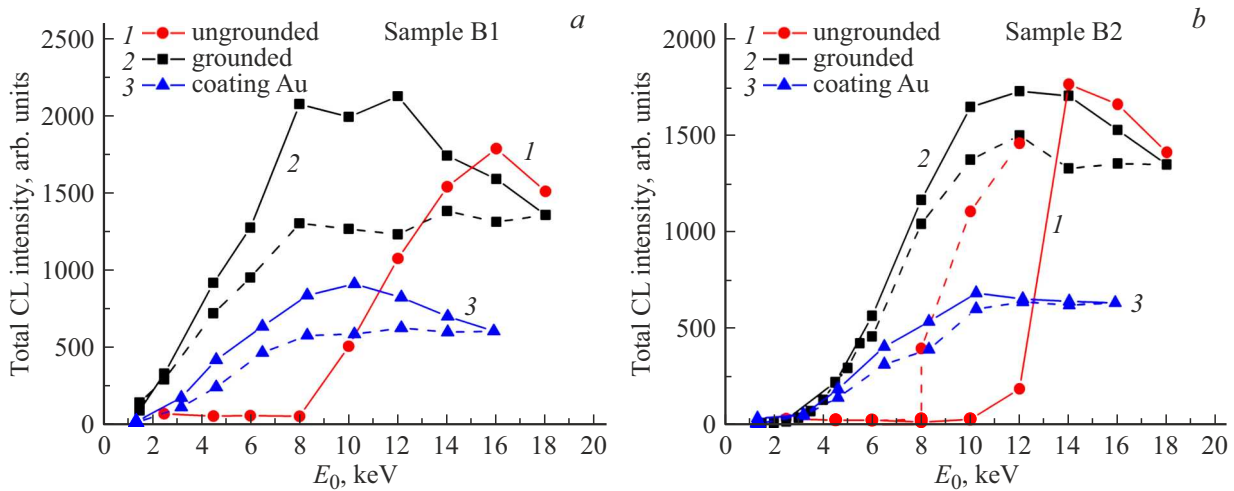 a
Sample B1
1 ungrounded
2 grounded
3 coating Au
2500
2000
1500
1000
500
0
Total CL intensity, arb. units
2
1
3
0 2 4 6 8 10 12 14 16 18 20
E0, keV
b
Sample B2
1 ungrounded
2 grounded
3 coating Au
2000
1500
1000
500
0
Total CL intensity, arb. units
2
1
3
0 2 4 6 8 10 12 14 16 18 20
E0, keV